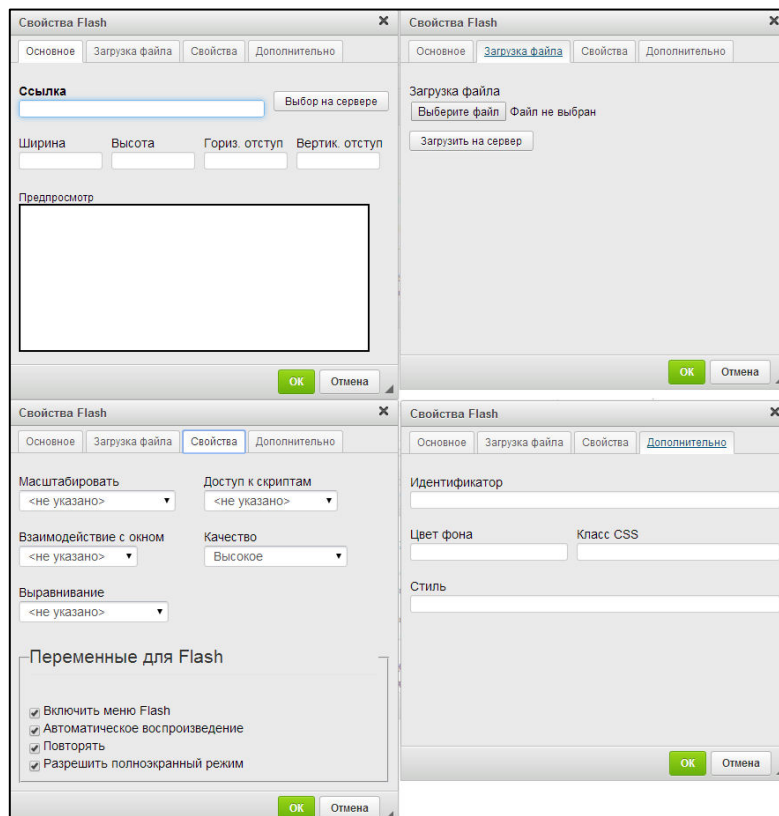 Свойства Flash
Основное Загрузка файла Свойства Дополнительно
Ссылка
Выбор на сервере
Ширина Высота Гориз. отступ Вертик. отступ
Предпросмотр
ОК Отмена
Свойства Flash
Основное Загрузка файла Свойства Дополнительно
Загрузка файла
Выберите файл Файл не выбран
Загрузить на сервер
ОК Отмена
Свойства Flash
Основное Загрузка файла Свойства Дополнительно
Масштабировать Доступ к скриптам
<не указано> <не указано>
Взаимодействие с окном Качество
<не указано> Высокое
Выравнивание
<не указано>
Переменные для Flash
Включить меню Flash
Автоматическое воспроизведение
Повторять
Разрешить полноэкранный режим
ОК Отмена
Свойства Flash
Основное Загрузка файла Свойства Дополнительно
Идентификатор
Цвет фона Класс CSS
Стиль
ОК Отмена